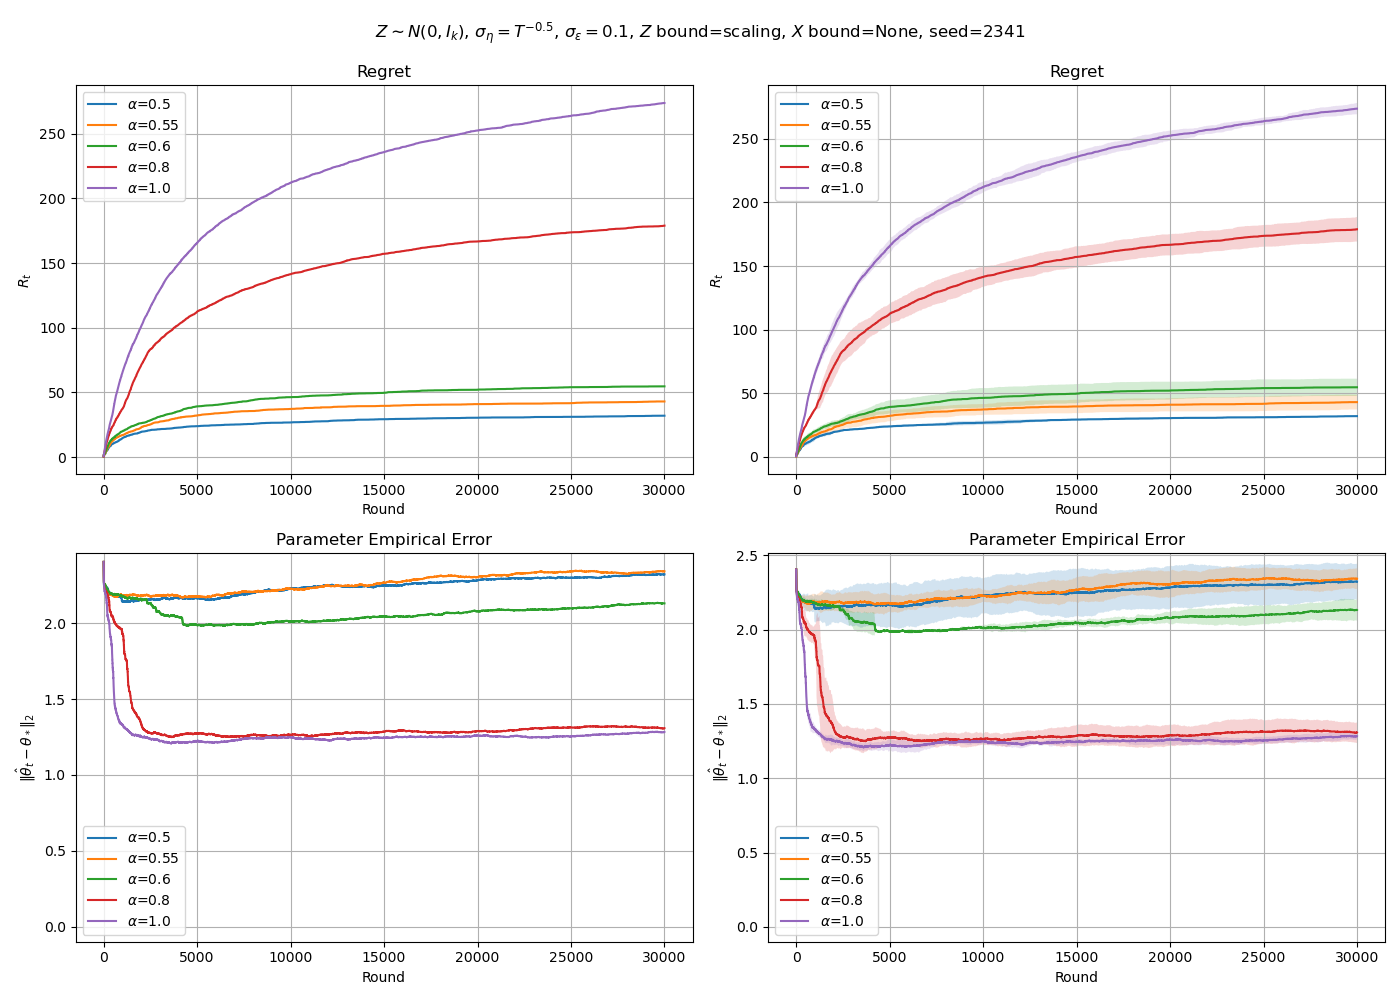 Z ~ N(0, I_k), σ_η = T^{−0.5}, σ_ε = 0.1, Z bound=scaling, X bound=None, seed=2341
Regret
α=0.5
α=0.55
α=0.6
α=0.8
α=1.0
250
200
150
100
50
0
R_t
0 5000 10000 15000 20000 25000 30000
Round
Regret
α=0.5
α=0.55
α=0.6
α=0.8
α=1.0
250
200
150
100
50
0
R_t
0 5000 10000 15000 20000 25000 30000
Round
Parameter Empirical Error
2.0
1.5
1.0
0.5
0.0
‖θ̂_t − θ_*‖_2
α=0.5
α=0.55
α=0.6
α=0.8
α=1.0
0 5000 10000 15000 20000 25000 30000
Round
Parameter Empirical Error
2.5
2.0
1.5
1.0
0.5
0.0
‖θ̂_t − θ_*‖_2
α=0.5
α=0.55
α=0.6
α=0.8
α=1.0
0 5000 10000 15000 20000 25000 30000
Round